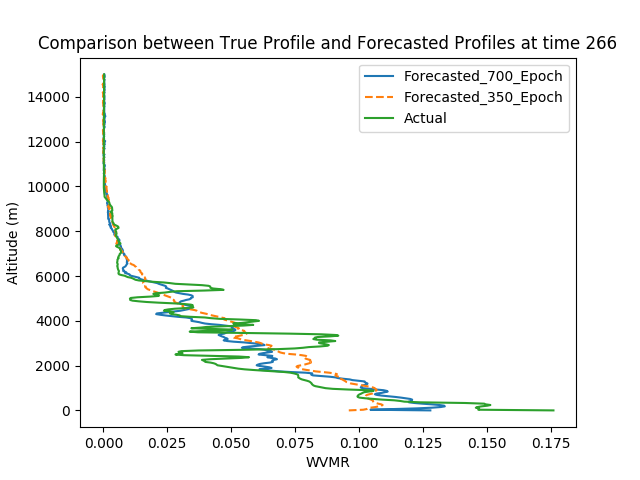 Comparison between True Profile and Forecasted Profiles at time 266
Forecasted_700_Epoch
Forecasted_350_Epoch
Actual
Altitude (m)
14000
12000
10000
8000
6000
4000
2000
0
0.000 0.025 0.050 0.075 0.100 0.125 0.150 0.175
WVMR